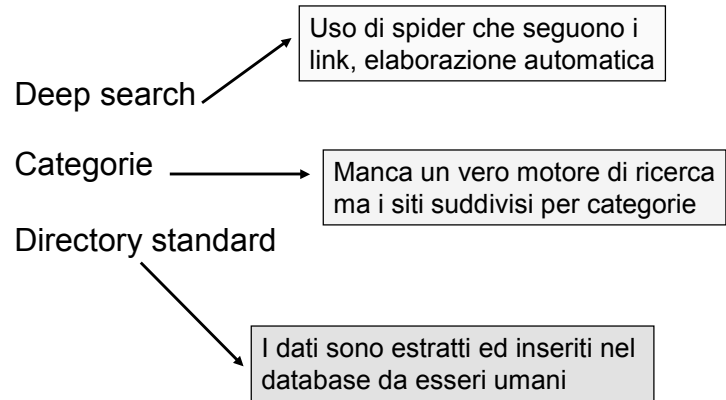 Uso di spider che seguono i
link, elaborazione automatica
Deep search
Categorie
Manca un vero motore di ricerca
ma i siti suddivisi per categorie
Directory standard
I dati sono estratti ed inseriti nel
database da esseri umani